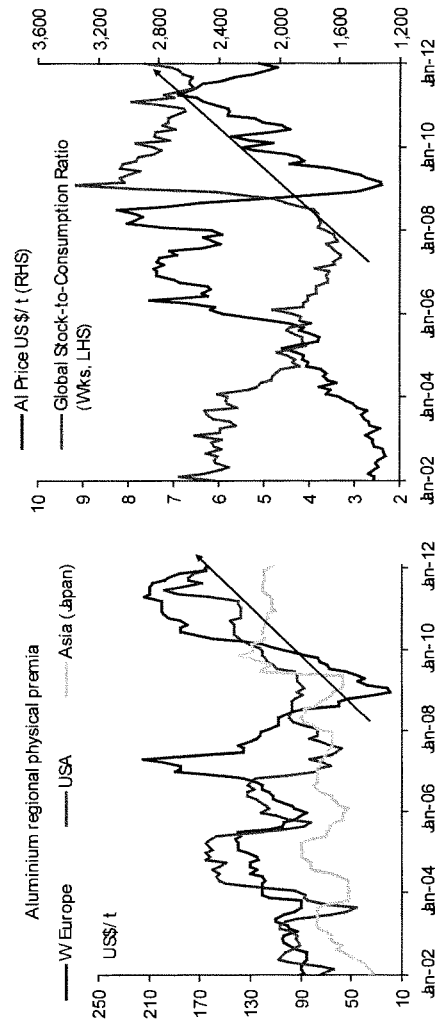 Aluminium regional physical premia
W Europe
USA
Asia (Japan)
US$/ t
250
210
170
130
90
50
10
Jan-02
Jan-04
Jan-06
Jan-08
Jan-10
Jan-12
Al Price US $/ t (RHS)
Global Stock-to-Consumption Ratio
(Wks, LHS)
10
9
8
7
6
5
4
3
2
3,600
3,200
2,800
2,400
2,000
1,600
1,200
Jan-02
Jan-04
Jan-06
Jan-08
Jan-10
Jan-12